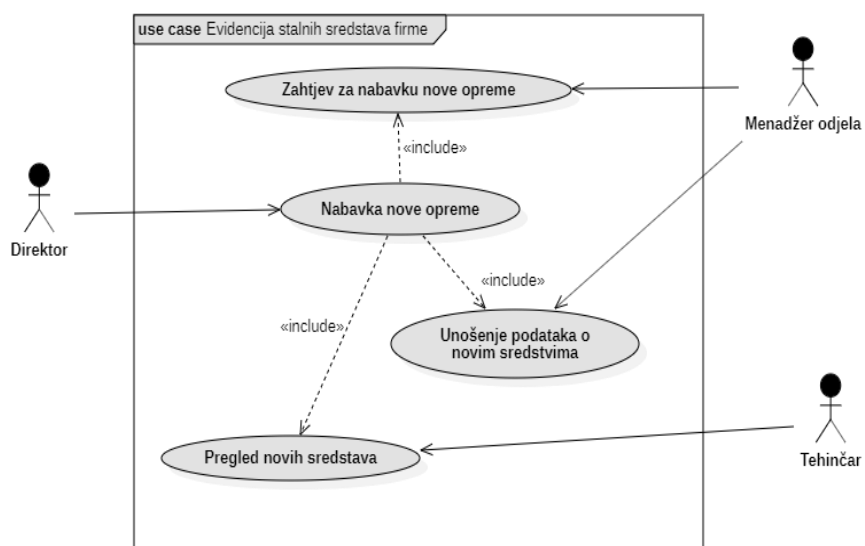 use case Evidencija stalnih sredstava firme
Zahtjev za nabavku nove opreme
Menadžer odjela
«include»
Nabavka nove opreme
Direktor
«include»
«include»
Unošenje podataka o
novim sredstvima
Pregled novih sredstava
Tehinčar